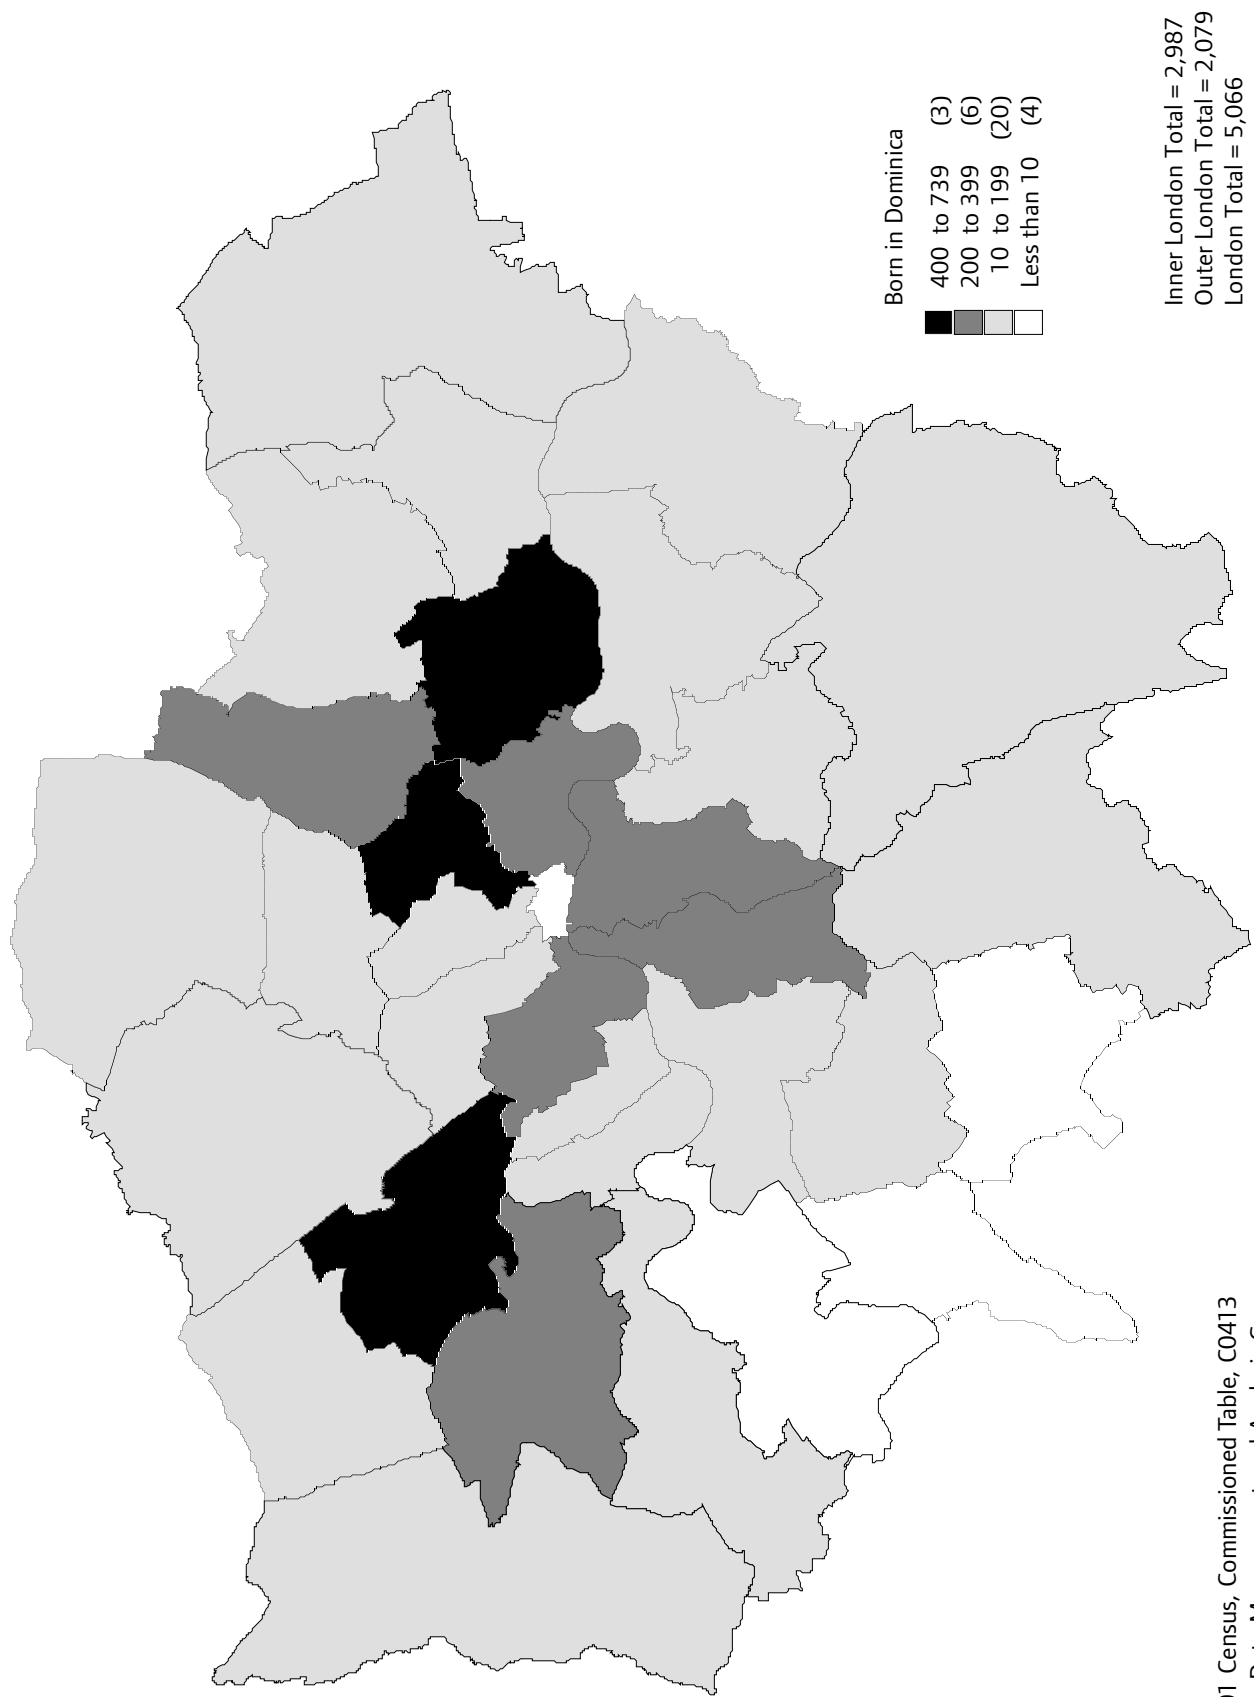 Born in Dominica
400 to 739 (3)
200 to 399 (6)
10 to 199 (20)
Less than 10 (4)
Inner London Total = 2,987
Outer London Total = 2,079
London Total = 5,066
Census, Commissioned Table, C0413